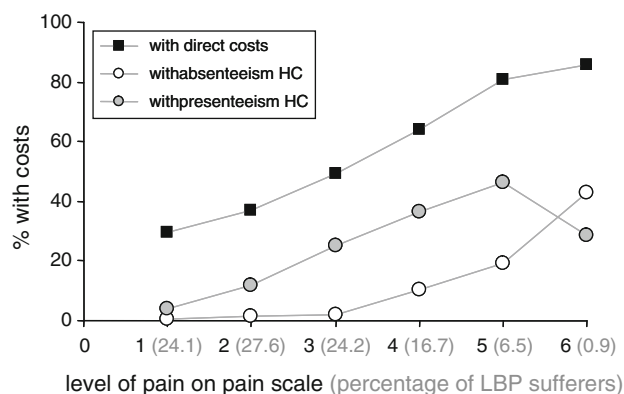 100
with direct costs
withabsenteeism HC
withpresenteeism HC
80
60
40
20
0
% with costs
0 1 (24.1) 2 (27.6) 3 (24.2) 4 (16.7) 5 (6.5) 6 (0.9)
level of pain on pain scale (percentage of LBP sufferers)